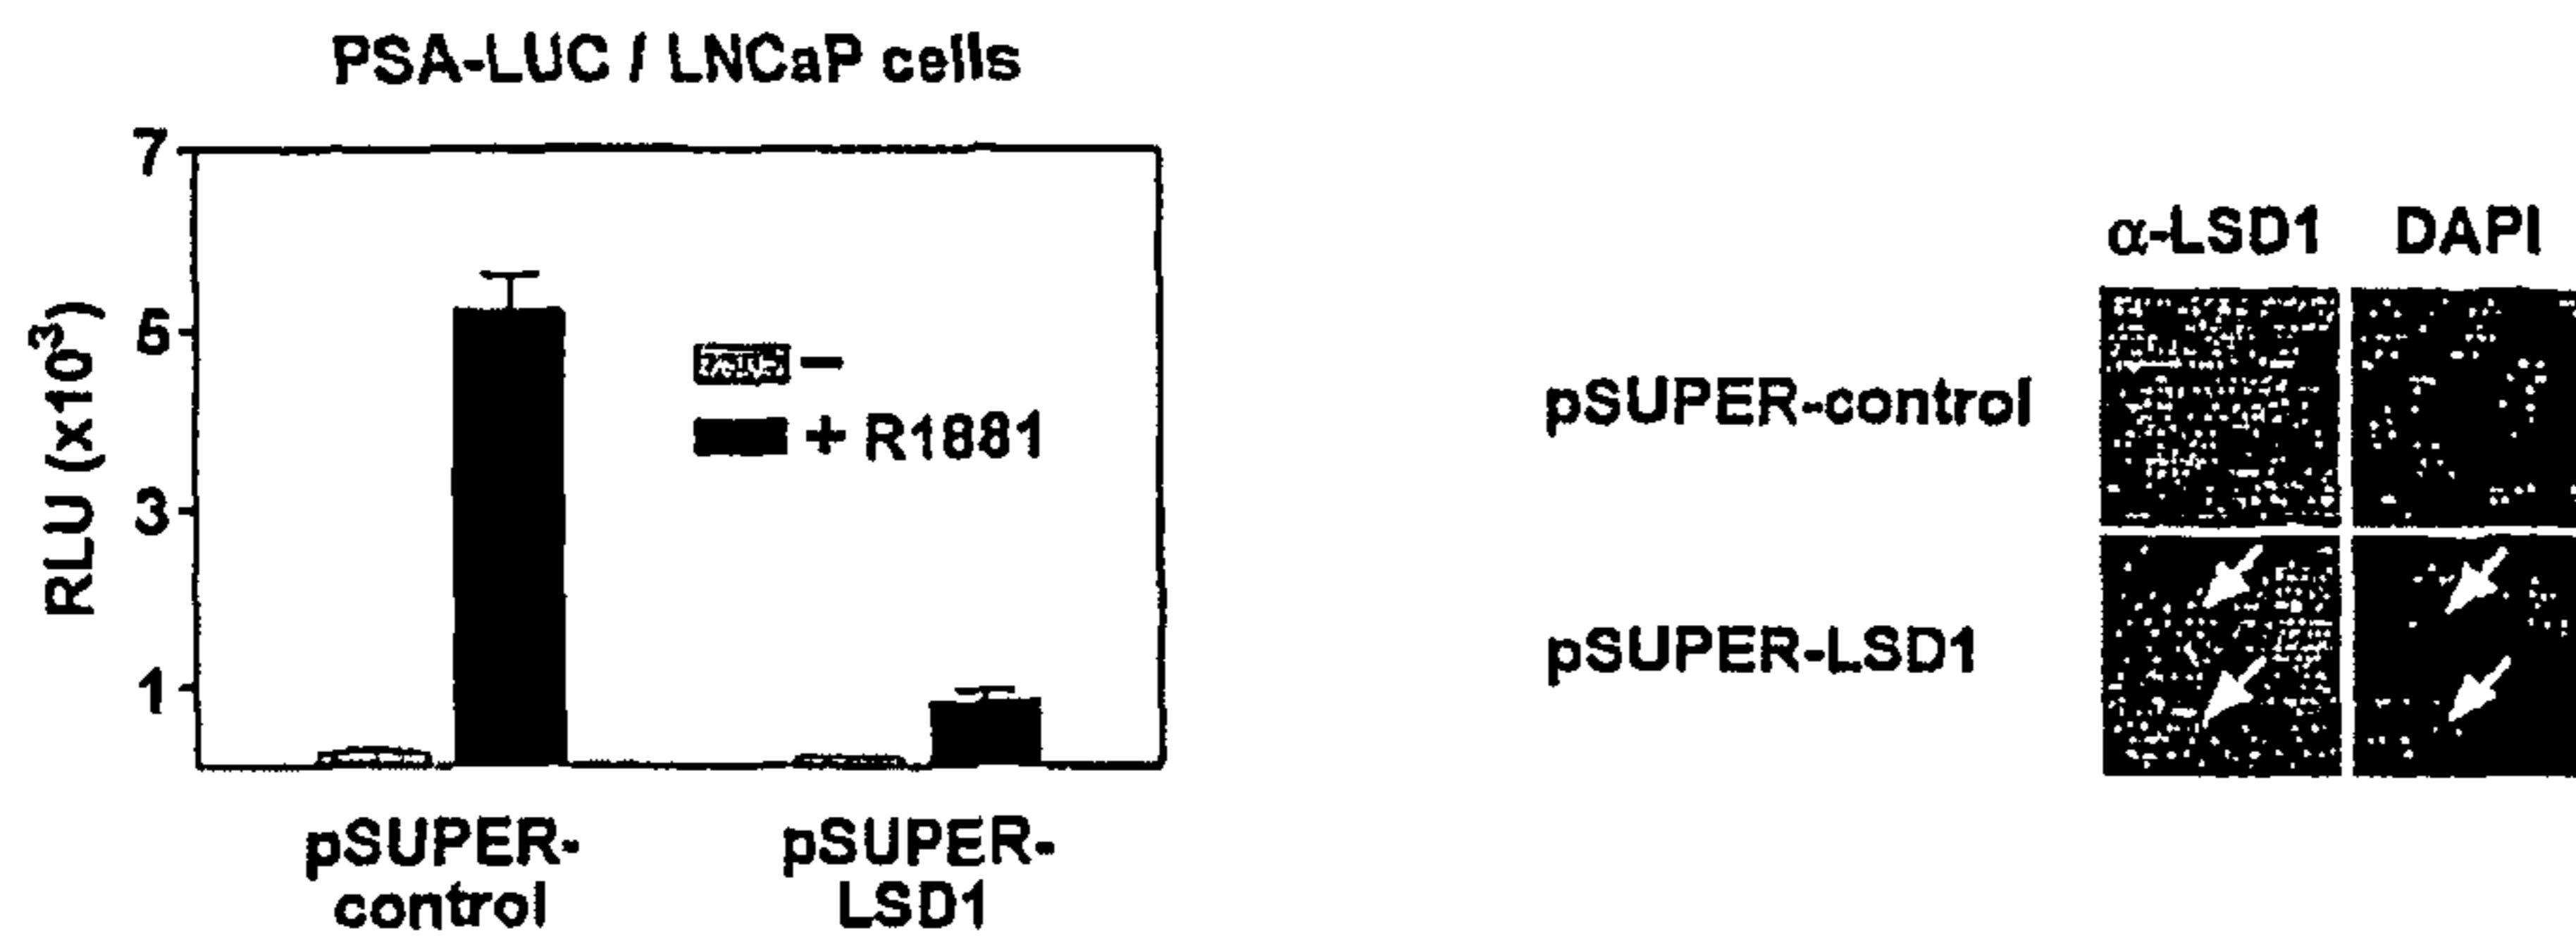 PSA-LUC / LNCaP cells
RLU (x10³)
7
5
3
1
−
+ R1881
pSUPER-
control
pSUPER-
LSD1
α-LSD1 DAPI
pSUPER-control
pSUPER-LSD1